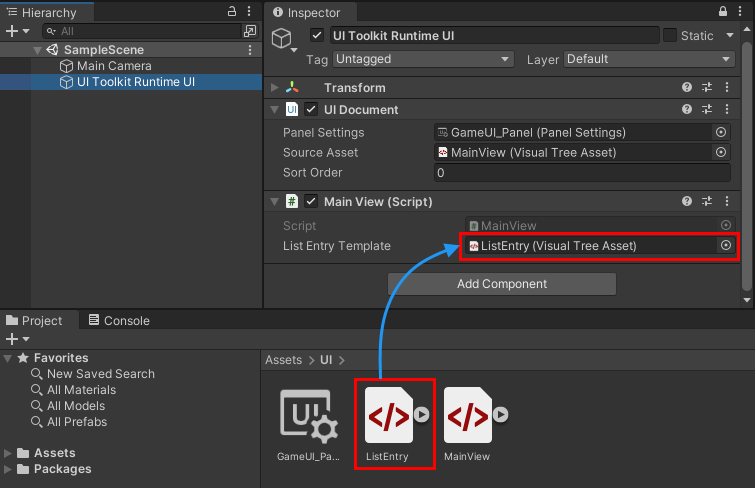 Hierarchy
All
SampleScene
Main Camera
UI Toolkit Runtime UI
Inspector
UI Toolkit Runtime UI
Static
Tag Untagged Layer Default
Transform
UI UI Document
Panel Settings GameUI_Panel (Panel Settings)
Source Asset MainView (Visual Tree Asset)
Sort Order 0
# Main View (Script)
Script # MainView
List Entry Template ListEntry (Visual Tree Asset)
Add Component
Project Console
Favorites
New Saved Search
All Materials
All Models
All Prefabs
Assets
Packages
Assets > UI >
UI
</>
</>
GameUI_Pa...
ListEntry
MainView